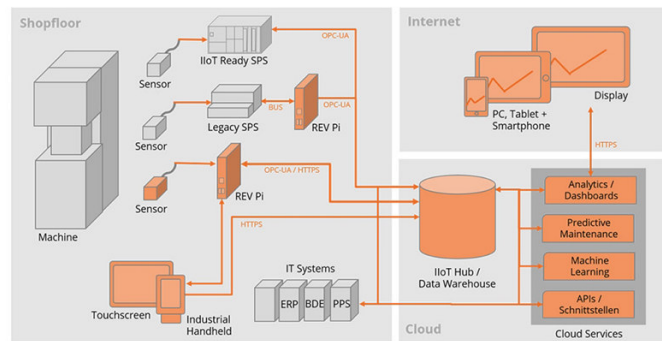 Shopfloor
Internet
OPC-UA
IIoT Ready SPS
Sensor
Display
PC, Tablet +
Smartphone
BUS
OPC-UA
Legacy SPS
REV Pi
Sensor
HTTPS
OPC-UA / HTTPS
REV Pi
Sensor
Analytics /
Dashboards
HTTPS
Predictive
Maintenance
Machine
IIoT Hub /
Data Warehouse
Machine
Learning
IT Systems
ERP
BDE
PPS
APIs /
Schnittstellen
Touchscreen
Industrial
Handheld
Cloud
Cloud Services